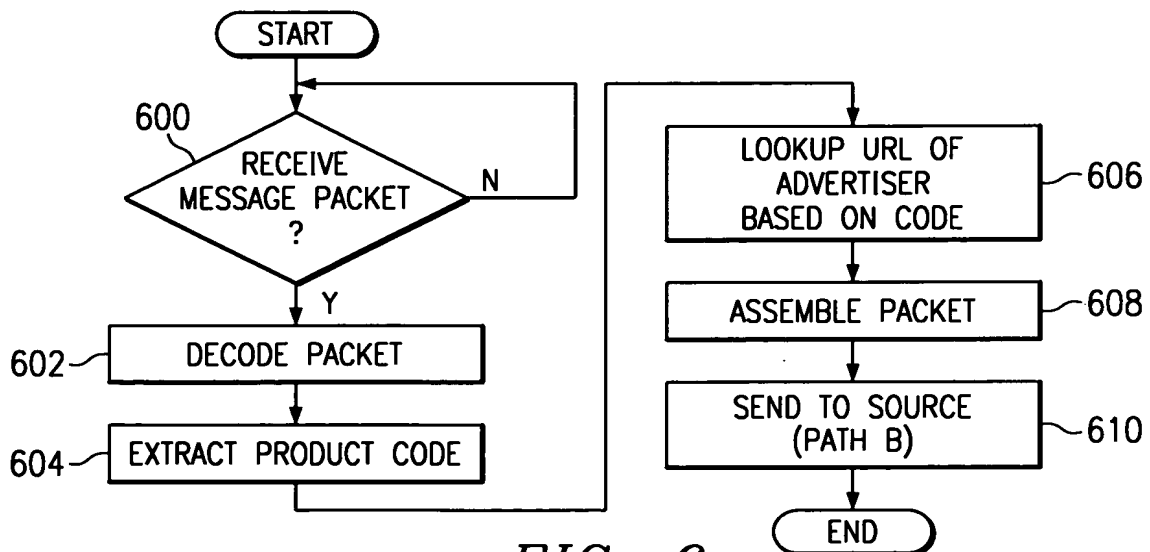 START
600
RECEIVE
MESSAGE PACKET
?
N
Y
602
DECODE PACKET
604
EXTRACT PRODUCT CODE
LOOKUP URL OF
ADVERTISER
BASED ON CODE
606
ASSEMBLE PACKET
608
SEND TO SOURCE
(PATH B)
610
END